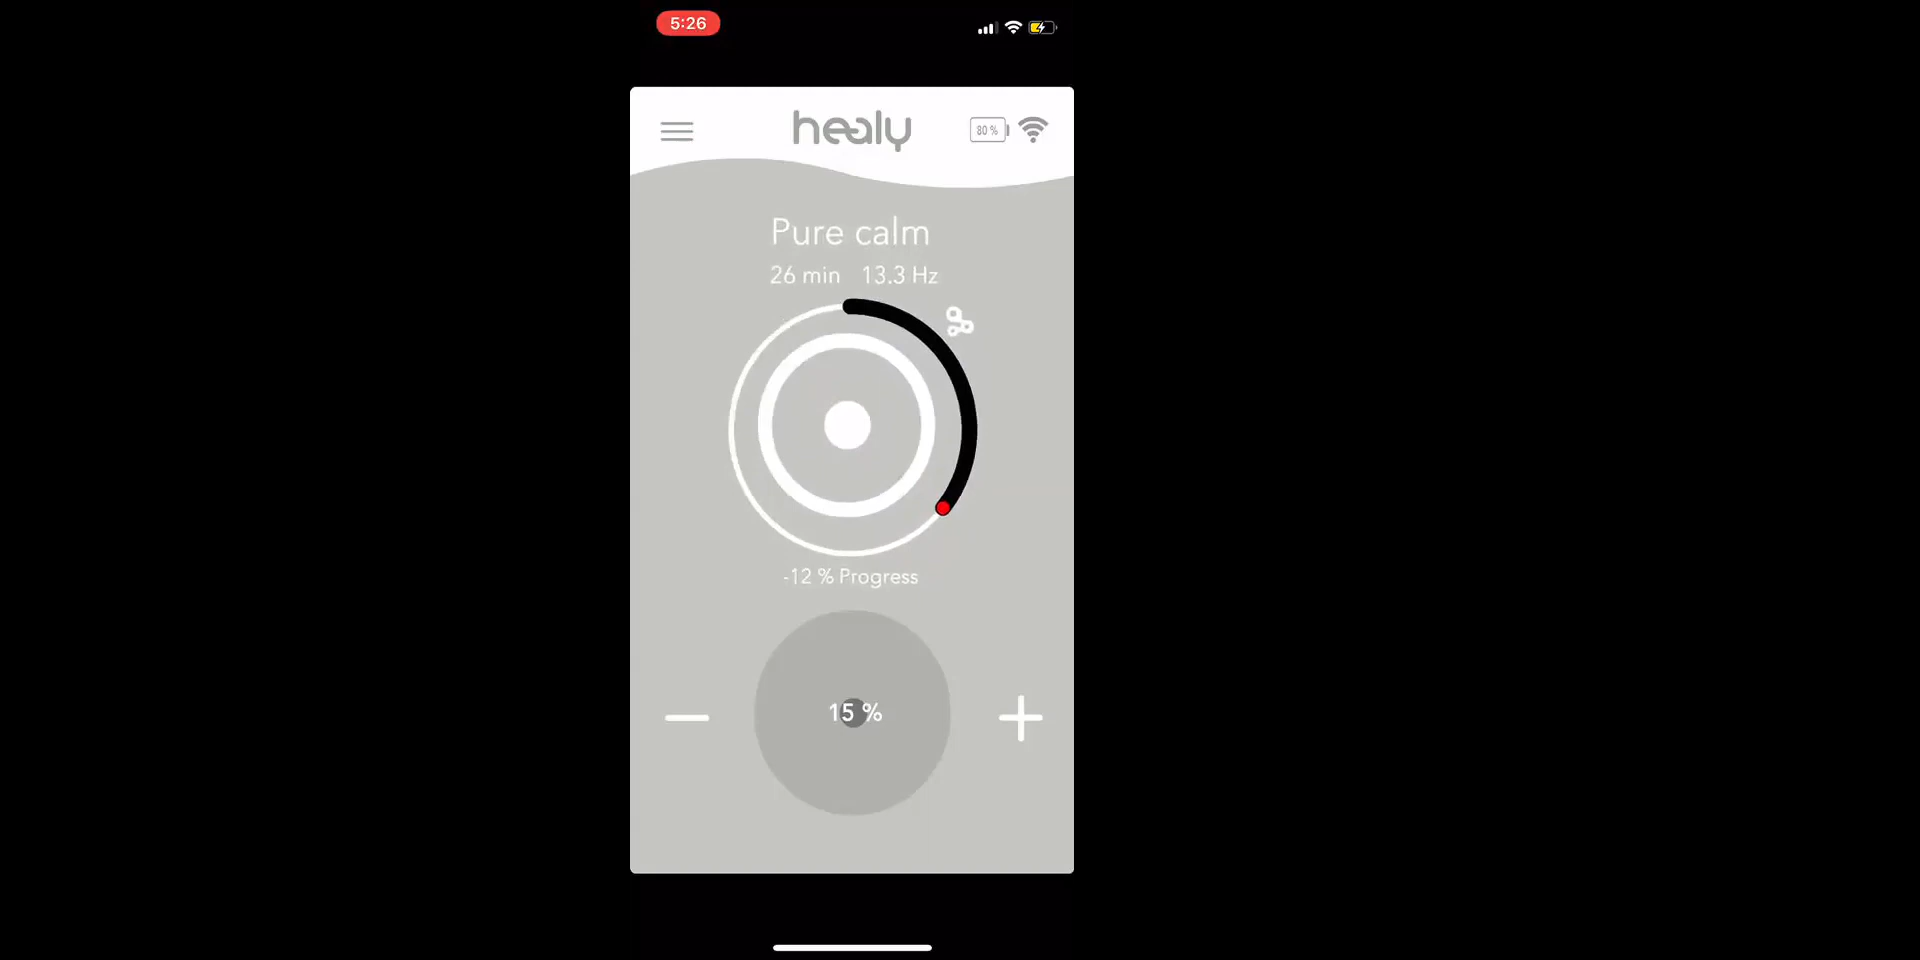 5:26
healy
80 %
Pure calm
26 min 13.3 Hz
-12 % Progress
15 %